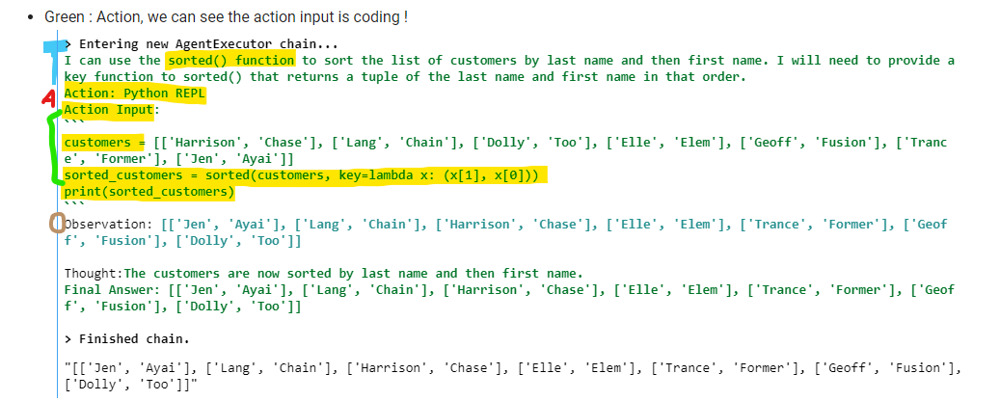 Green : Action, we can see the action input is coding !
> Entering new AgentExecutor chain...
T
I can use the sorted() function to sort the list of customers by last name and then first name. I will need to provide a
key function to sorted() that returns a tuple of the last name and first name in that order.
A
Action: Python REPL
Action Input:
```
customers = [['Harrison', 'Chase'], ['Lang', 'Chain'], ['Dolly', 'Too'], ['Elle', 'Elem'], ['Geoff', 'Fusion'], ['Tranc
e', 'Former'], ['Jen', 'Ayai']]
sorted_customers = sorted(customers, key=lambda x: (x[1], x[0]))
print(sorted_customers)
```
O
Observation: [['Jen', 'Ayai'], ['Lang', 'Chain'], ['Harrison', 'Chase'], ['Elle', 'Elem'], ['Trance', 'Former'], ['Geof
f', 'Fusion'], ['Dolly', 'Too']]
Thought:The customers are now sorted by last name and then first name.
Final Answer: [['Jen', 'Ayai'], ['Lang', 'Chain'], ['Harrison', 'Chase'], ['Elle', 'Elem'], ['Trance', 'Former'], ['Geof
f', 'Fusion'], ['Dolly', 'Too']]
> Finished chain.
"[['Jen', 'Ayai'], ['Lang', 'Chain'], ['Harrison', 'Chase'], ['Elle', 'Elem'], ['Trance', 'Former'], ['Geoff', 'Fusion'],
['Dolly', 'Too']]"